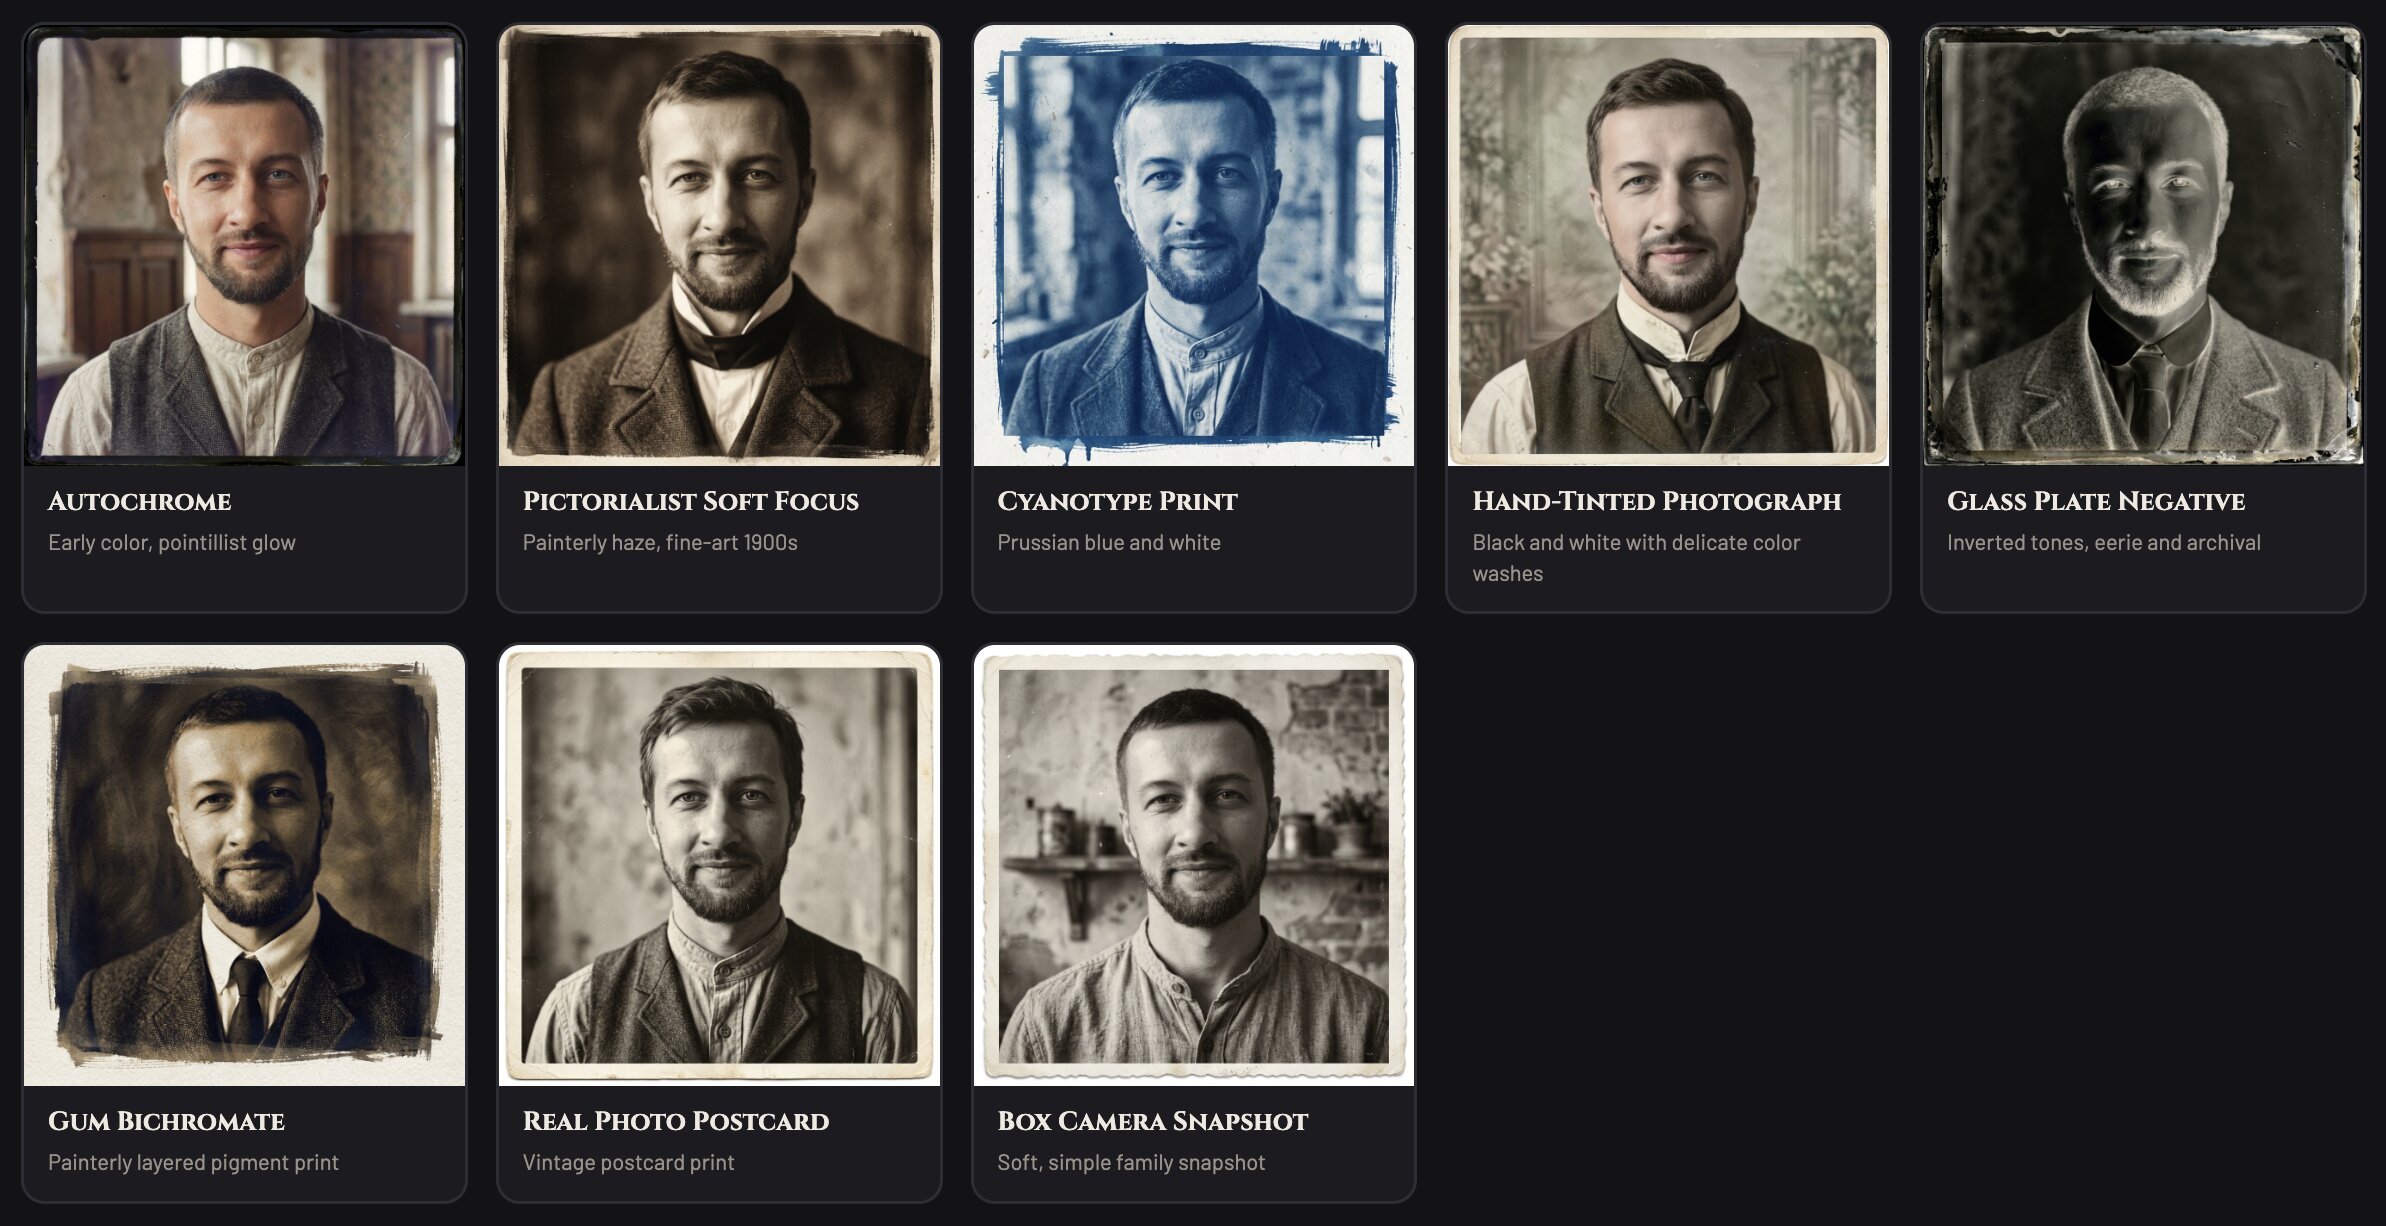 Autochrome
Early color, pointillist glow
Pictorialist Soft Focus
Painterly haze, fine-art 1900s
Cyanotype Print
Prussian blue and white
Hand-Tinted Photograph
Black and white with delicate color
washes
Glass Plate Negative
Inverted tones, eerie and archival
Gum Bichromate
Painterly layered pigment print
Real Photo Postcard
Vintage postcard print
Box Camera Snapshot
Soft, simple family snapshot